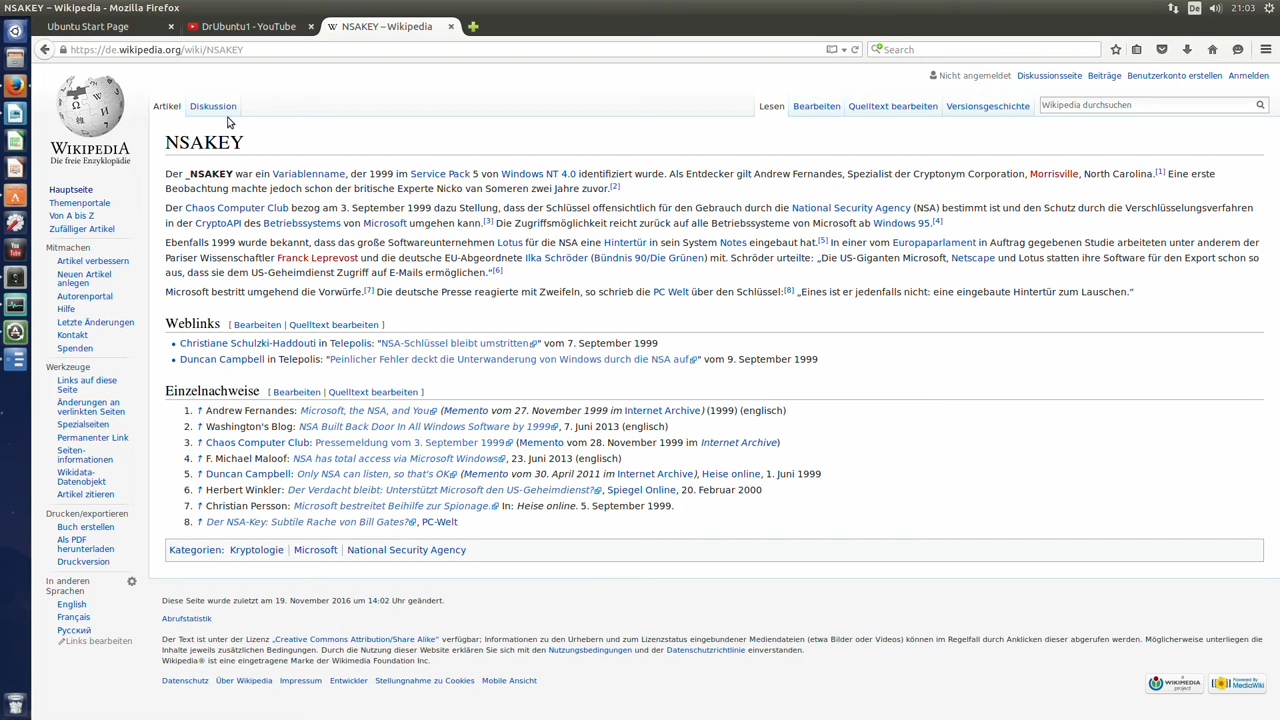 NSAKEY – Wikipedia - Mozilla Firefox
De
21:03
Ubuntu Start Page
DrUbuntu1 - YouTube
W NSAKEY – Wikipedia
https://de.wikipedia.org/wiki/NSAKEY
Search
Nicht angemeldet Diskussionsseite Beiträge Benutzerkonto erstellen Anmelden
Artikel Diskussion
Lesen Bearbeiten Quelltext bearbeiten Versionsgeschichte
Wikipedia durchsuchen
WIKIPEDIA
Die freie Enzyklopädie
Hauptseite
Themenportale
Von A bis Z
Zufälliger Artikel
Mitmachen
Artikel verbessern
Neuen Artikel
anlegen
Autorenportal
Hilfe
Letzte Änderungen
Kontakt
Spenden
Werkzeuge
Links auf diese
Seite
Änderungen an
verlinkten Seiten
Spezialseiten
Permanenter Link
Seiten-
informationen
Wikidata-
Datenobjekt
Artikel zitieren
Drucken/exportieren
Buch erstellen
Als PDF
herunterladen
Druckversion
In anderen
Sprachen
English
Français
Русский
Links bearbeiten
NSAKEY
Der _NSAKEY war ein Variablenname, der 1999 im Service Pack 5 von Windows NT 4.0 identifiziert wurde. Als Entdecker gilt Andrew Fernandes, Spezialist der Cryptonym Corporation, Morrisville, North Carolina.[1] Eine erste
Beobachtung machte jedoch schon der britische Experte Nicko van Someren zwei Jahre zuvor.[2]
Der Chaos Computer Club bezog am 3. September 1999 dazu Stellung, dass der Schlüssel offensichtlich für den Gebrauch durch die National Security Agency (NSA) bestimmt ist und den Schutz durch die Verschlüsselungsverfahren
in der CryptoAPI des Betriebssystems von Microsoft umgehen kann.[3] Die Zugriffsmöglichkeit reicht zurück auf alle Betriebssysteme von Microsoft ab Windows 95.[4]
Ebenfalls 1999 wurde bekannt, dass das große Softwareunternehmen Lotus für die NSA eine Hintertür in sein System Notes eingebaut hat.[5] In einer vom Europaparlament in Auftrag gegebenen Studie arbeiteten unter anderem der
Pariser Wissenschaftler Franck Leprevost und die deutsche EU-Abgeordnete Ilka Schröder (Bündnis 90/Die Grünen) mit. Schröder urteilte: „Die US-Giganten Microsoft, Netscape und Lotus statten ihre Software für den Export schon so
aus, dass sie dem US-Geheimdienst Zugriff auf E-Mails ermöglichen.“[6]
Microsoft bestritt umgehend die Vorwürfe.[7] Die deutsche Presse reagierte mit Zweifeln, so schrieb die PC Welt über den Schlüssel:[8] „Eines ist er jedenfalls nicht: eine eingebaute Hintertür zum Lauschen.“
Weblinks [ Bearbeiten | Quelltext bearbeiten ]
• Christiane Schulzki-Haddouti in Telepolis: "NSA-Schlüssel bleibt umstritten" vom 7. September 1999
• Duncan Campbell in Telepolis: "Peinlicher Fehler deckt die Unterwanderung von Windows durch die NSA auf" vom 9. September 1999
Einzelnachweise [ Bearbeiten | Quelltext bearbeiten ]
1. ↑ Andrew Fernandes: Microsoft, the NSA, and You (Memento vom 27. November 1999 im Internet Archive) (1999) (englisch)
2. ↑ Washington's Blog: NSA Built Back Door In All Windows Software by 1999, 7. Juni 2013 (englisch)
3. ↑ Chaos Computer Club: Pressemeldung vom 3. September 1999 (Memento vom 28. November 1999 im Internet Archive)
4. ↑ F. Michael Maloof: NSA has total access via Microsoft Windows, 23. Juni 2013 (englisch)
5. ↑ Duncan Campbell: Only NSA can listen, so that's OK (Memento vom 30. April 2011 im Internet Archive), Heise online, 1. Juni 1999
6. ↑ Herbert Winkler: Der Verdacht bleibt: Unterstützt Microsoft den US-Geheimdienst?, Spiegel Online, 20. Februar 2000
7. ↑ Christian Persson: Microsoft bestreitet Beihilfe zur Spionage. In: Heise online. 5. September 1999.
8. ↑ Der NSA-Key: Subtile Rache von Bill Gates?, PC-Welt
Kategorien: Kryptologie | Microsoft | National Security Agency
Diese Seite wurde zuletzt am 19. November 2016 um 14:02 Uhr geändert.
Abrufstatistik
Der Text ist unter der Lizenz „Creative Commons Attribution/Share Alike“ verfügbar; Informationen zu den Urhebern und zum Lizenzstatus eingebundener Mediendateien (etwa Bilder oder Videos) können im Regelfall durch Anklicken dieser abgerufen werden. Möglicherweise unterliegen die
Inhalte jeweils zusätzlichen Bedingungen. Durch die Nutzung dieser Website erklären Sie sich mit den Nutzungsbedingungen und der Datenschutzrichtlinie einverstanden.
Wikipedia® ist eine eingetragene Marke der Wikimedia Foundation Inc.
Datenschutz Über Wikipedia Impressum Entwickler Stellungnahme zu Cookies Mobile Ansicht
WIKIMEDIA
project
Powered By
MediaWiki